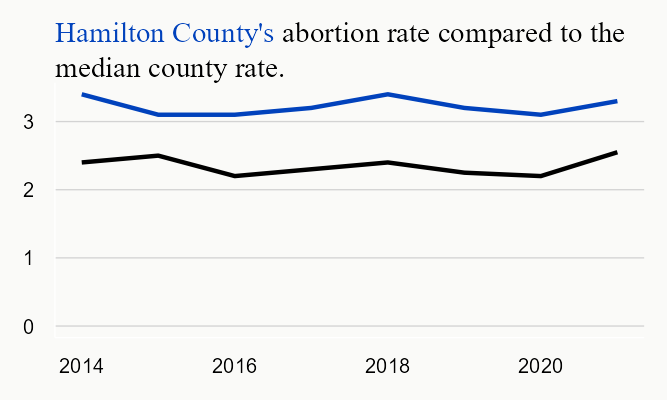 Hamilton County's abortion rate compared to the
median county rate.
3
2
1
0
2014 2016 2018 2020